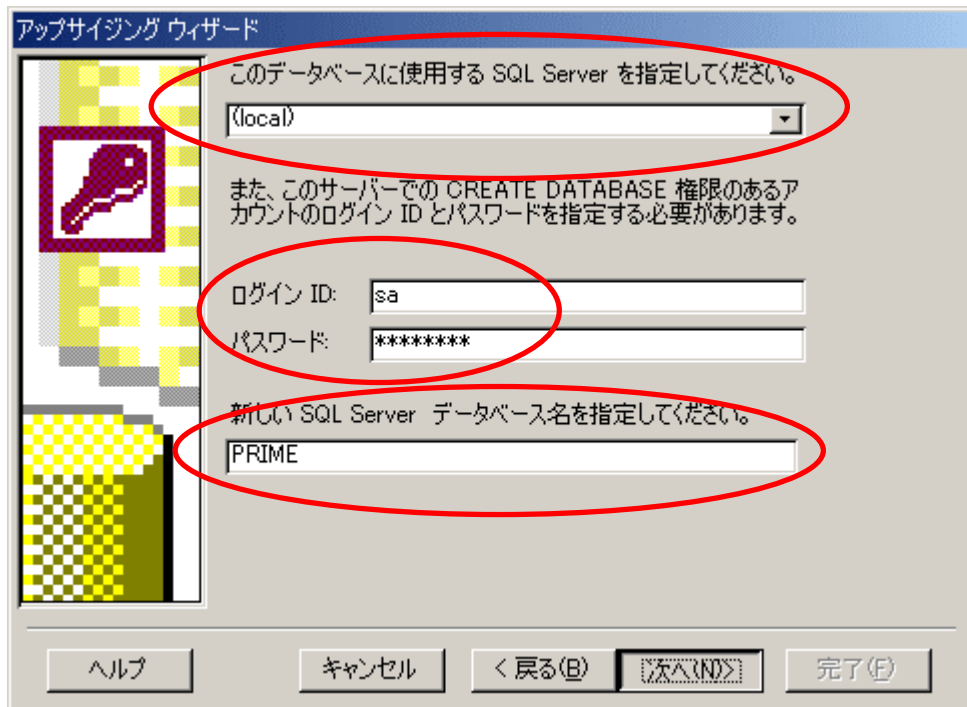 アップサイジング ウィザード
このデータベースに使用する SQL Server を指定してください。
(local)
また、このサーバーでの CREATE DATABASE 権限のあるア
カウントのログイン ID とパスワードを指定する必要があります。
ログイン ID:
sa
パスワード:
********
新しい SQL Server データベース名を指定してください。
PRIME
ヘルプ
キャンセル
< 戻る(B)
次へ(N)>
完了(F)